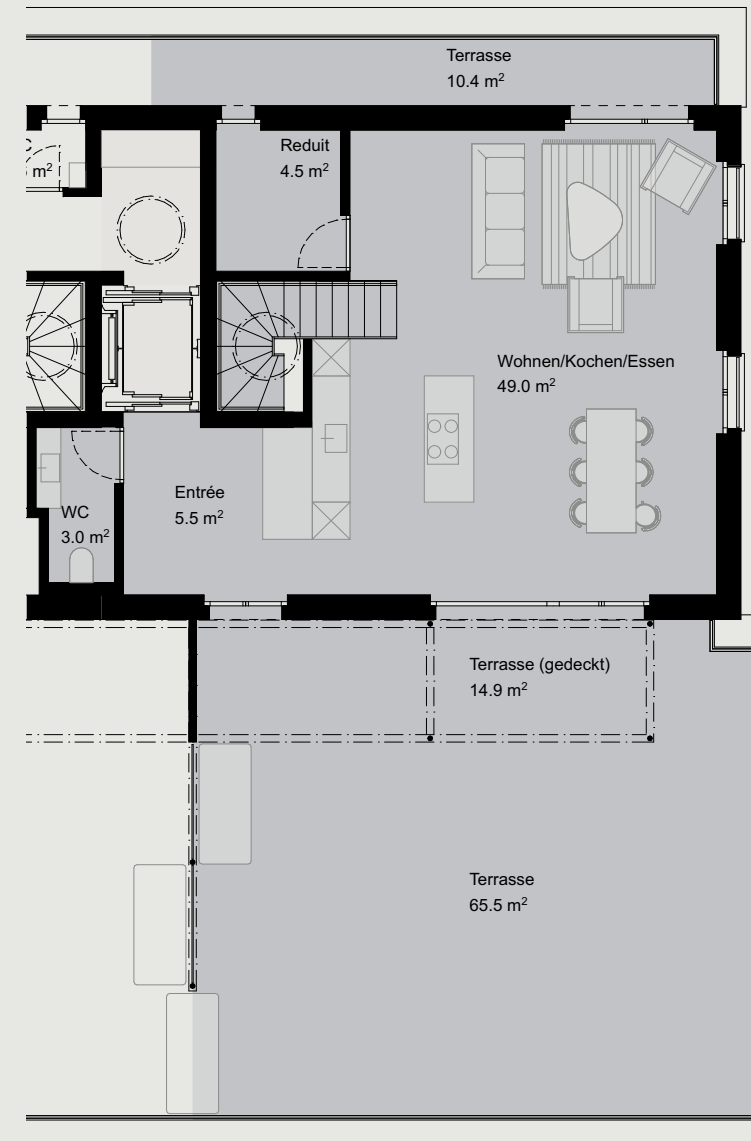 Terrasse
10.4 m²
Reduit
4.5 m²
m²
Wohnen/Kochen/Essen
49.0 m²
Entrée
5.5 m²
WC
3.0 m²
Terrasse (gedeckt)
14.9 m²
Terrasse
65.5 m²